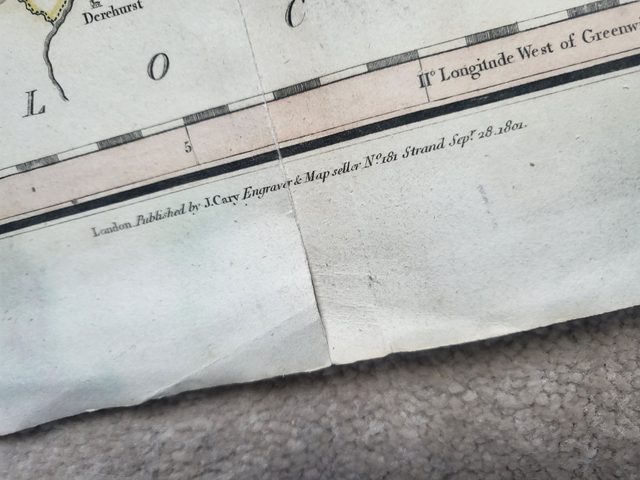 Derehurst
L O C
5
IIº Longitude West of Greenw
London. Published by J. Cary Engraver & Map seller Nº. 181 Strand Sepr. 28. 1801.